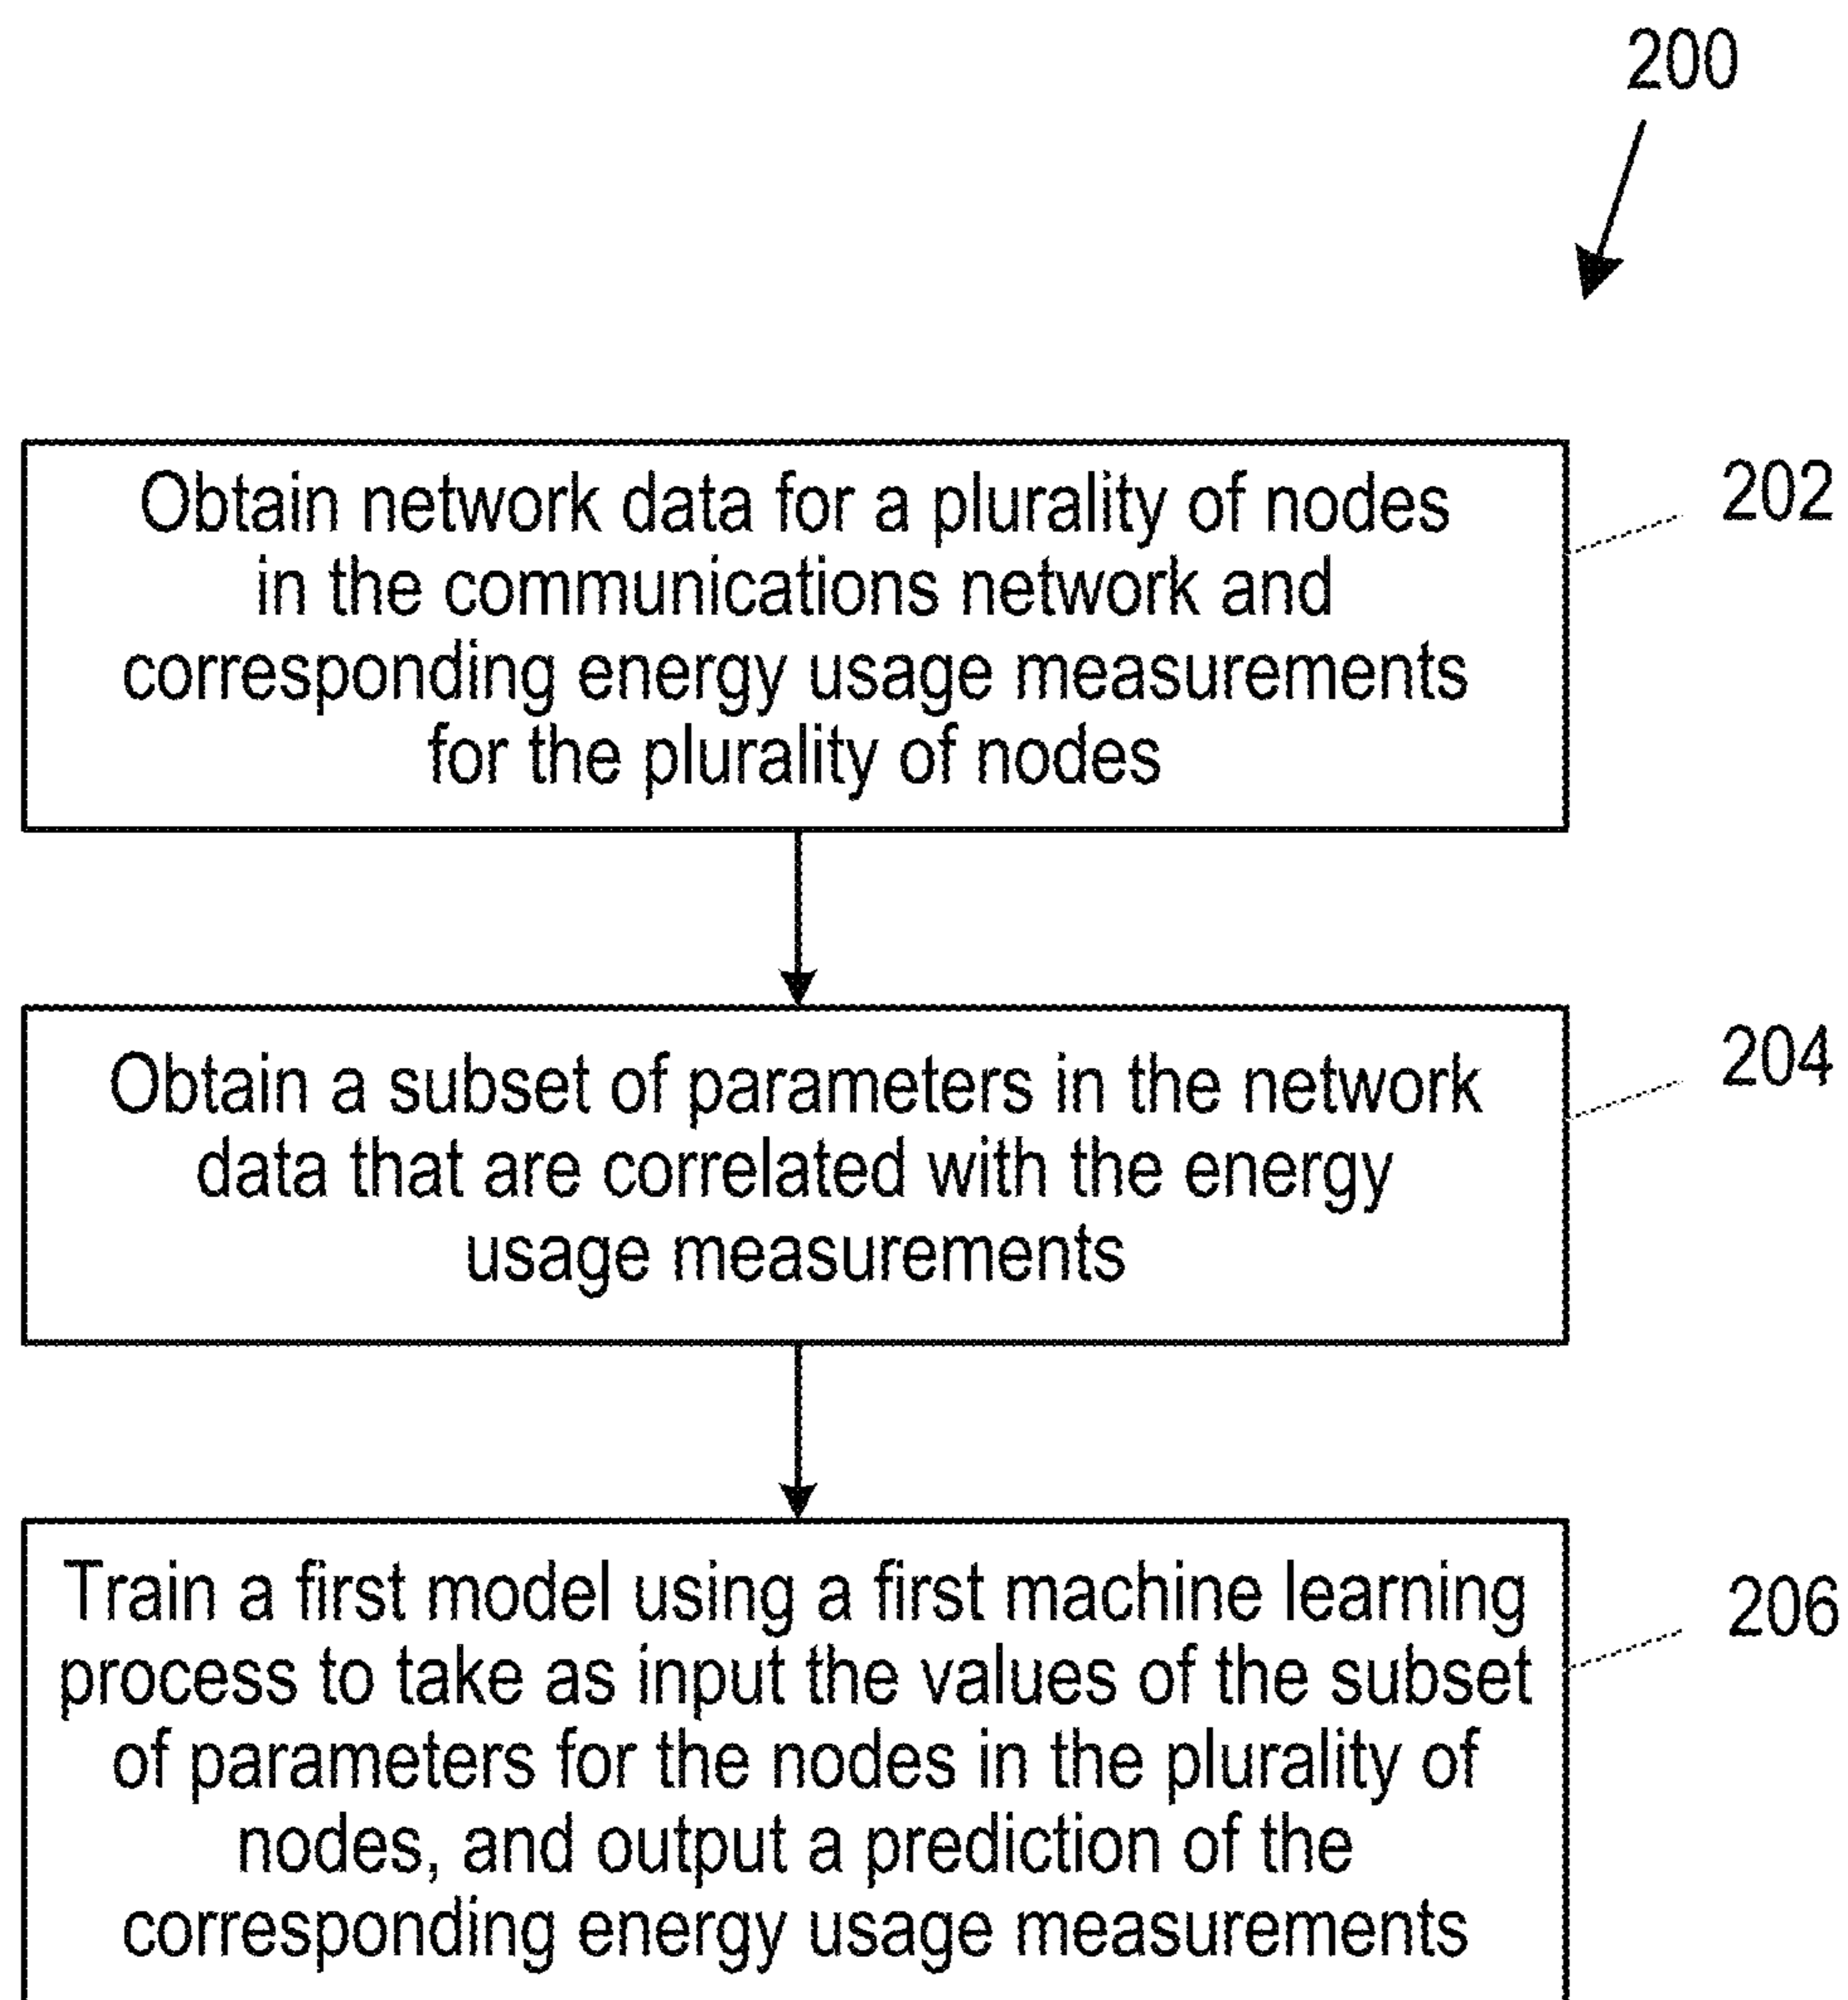 200
Obtain network data for a plurality of nodes
in the communications network and
corresponding energy usage measurements
for the plurality of nodes
202
Obtain a subset of parameters in the network
data that are correlated with the energy
usage measurements
204
Train a first model using a first machine learning
process to take as input the values of the subset
of parameters for the nodes in the plurality of
nodes, and output a prediction of the
corresponding energy usage measurements
206